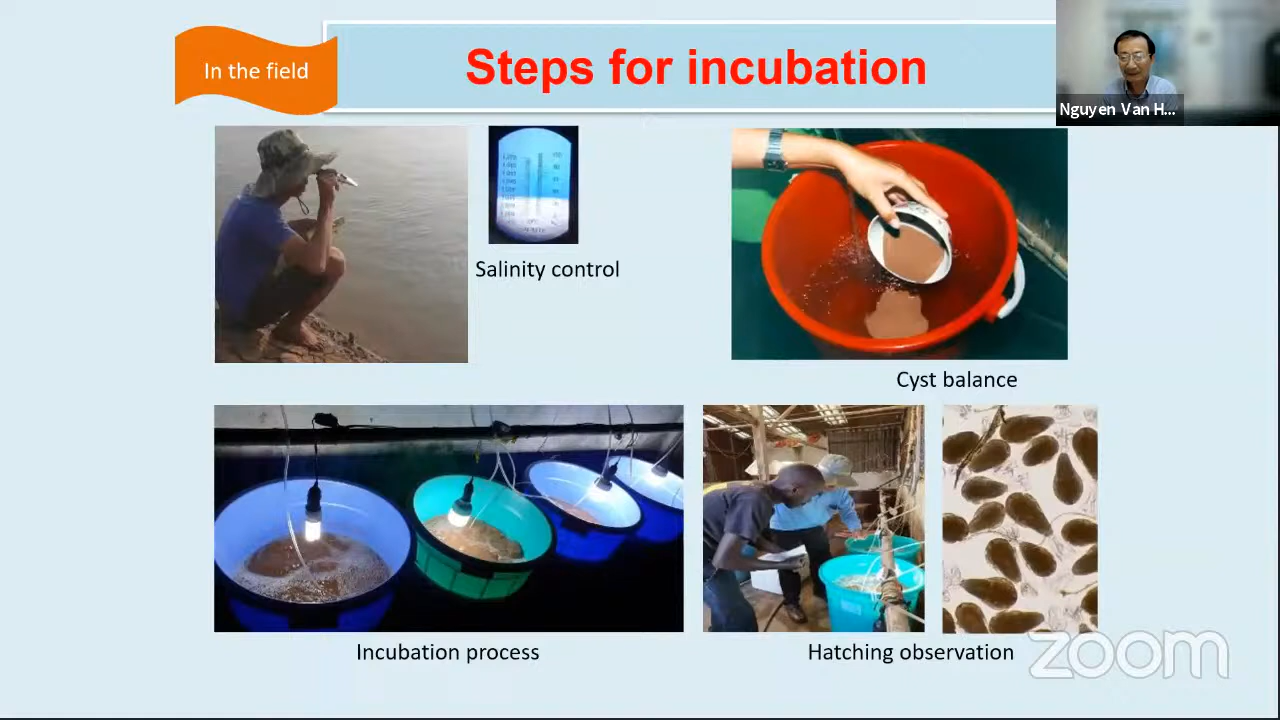 In the field
Steps for incubation
Nguyen Van H...
Salinity control
Cyst balance
Incubation process
Hatching observation
zoom